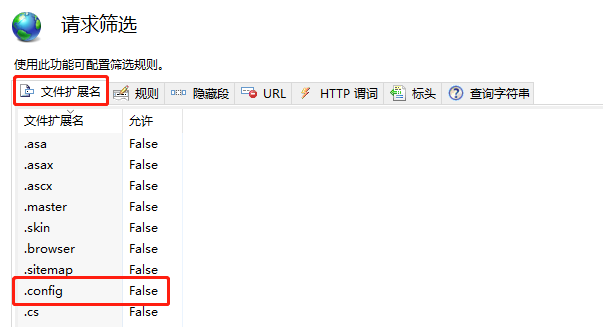 请求筛选
使用此功能可配置筛选规则。
文件扩展名 规则 隐藏段 URL HTTP 谓词 标头 查询字符串
文件扩展名 允许
.asa False
.asax False
.ascx False
.master False
.skin False
.browser False
.sitemap False
.config False
.cs False